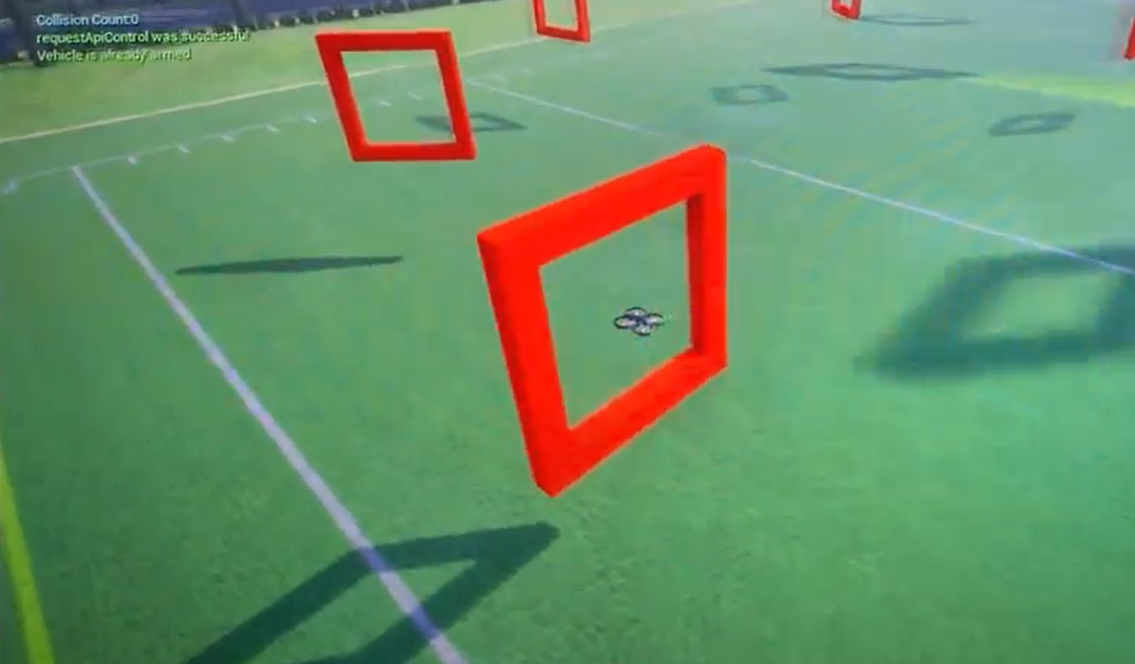 Collision Count:0
requestApiControl was successful
Vehicle is already armed